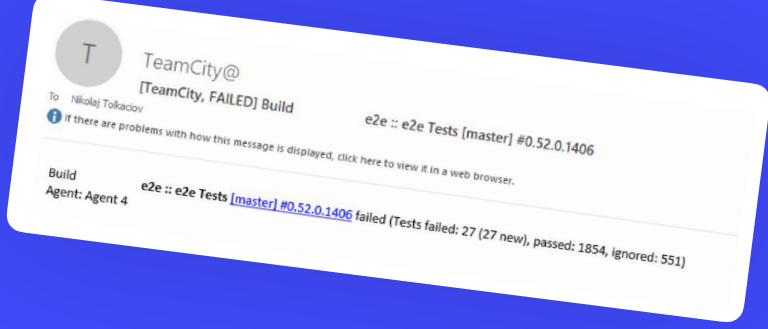 T
TeamCity@
[TeamCity, FAILED] Build e2e :: e2e Tests [master] #0.52.0.1406
To Nikolaj Tolkaciov
i If there are problems with how this message is displayed, click here to view it in a web browser.
Build e2e :: e2e Tests [master] #0.52.0.1406 failed (Tests failed: 27 (27 new), passed: 1854, ignored: 551)
Agent: Agent 4